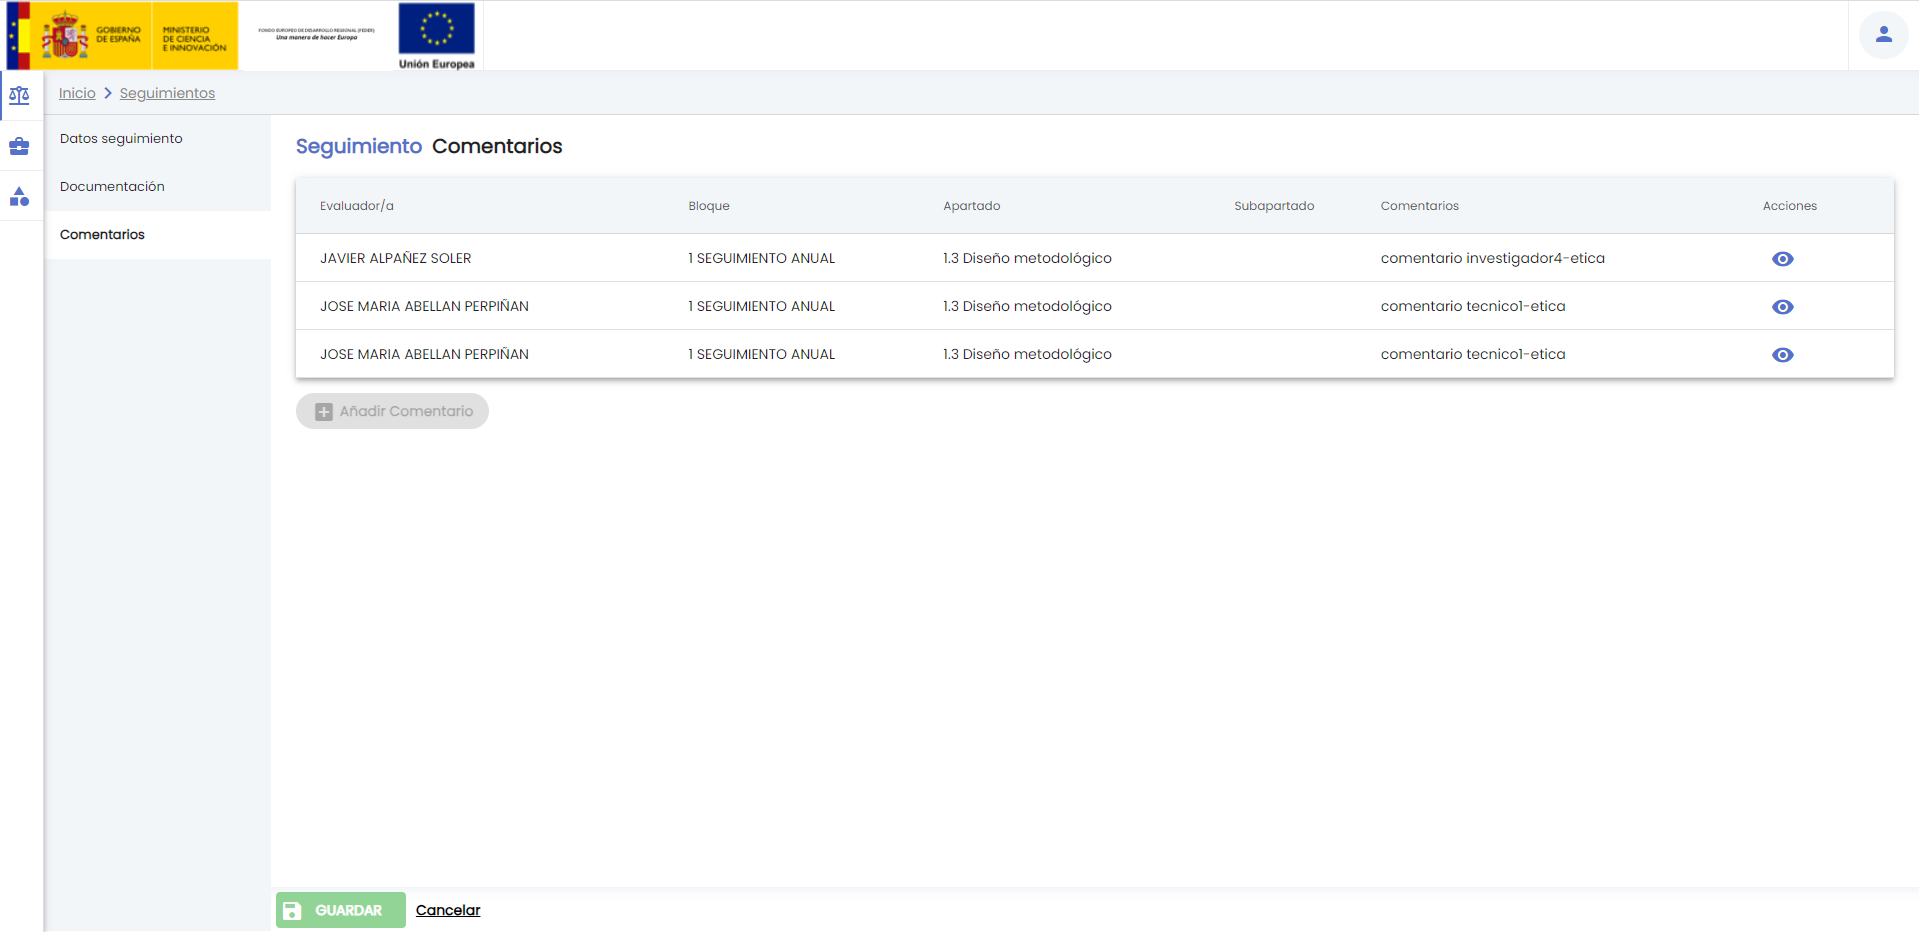 GOBIERNO
DE ESPAÑA
MINISTERIO
DE CIENCIA
E INNOVACIÓN
FONDO EUROPEO DE DESARROLLO REGIONAL (FEDER)
Una manera de hacer Europa
Unión Europea
Inicio Seguimientos
Datos seguimiento
Documentación
Comentarios
Seguimiento Comentarios
Evaluador/a Bloque Apartado Subapartado Comentarios Acciones
JAVIER ALPAÑEZ SOLER 1 SEGUIMIENTO ANUAL 1.3 Diseño metodológico comentario investigador4-etica
JOSE MARIA ABELLAN PERPIÑAN 1 SEGUIMIENTO ANUAL 1.3 Diseño metodológico comentario tecnico1-etica
JOSE MARIA ABELLAN PERPIÑAN 1 SEGUIMIENTO ANUAL 1.3 Diseño metodológico comentario tecnico1-etica
Añadir Comentario
GUARDAR Cancelar